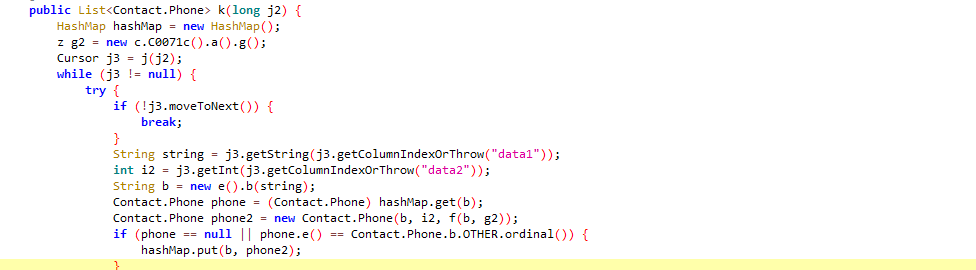 public List<Contact.Phone> k(long j2) {
HashMap hashMap = new HashMap();
z g2 = new c.C0071c().a().g();
Cursor j3 = j(j2);
while (j3 != null) {
try {
if (!j3.moveToNext()) {
break;
}
String string = j3.getString(j3.getColumnIndexOrThrow("data1"));
int i2 = j3.getInt(j3.getColumnIndexOrThrow("data2"));
String b = new e().b(string);
Contact.Phone phone = (Contact.Phone) hashMap.get(b);
Contact.Phone phone2 = new Contact.Phone(b, i2, f(b, g2));
if (phone == null || phone.e() == Contact.Phone.b.OTHER.ordinal()) {
hashMap.put(b, phone2);
}